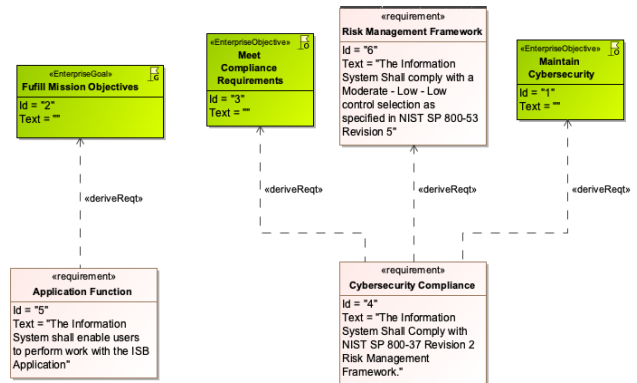 «EnterpriseGoal»
G
Fufill Mission Objectives
Id = "2"
Text = ""
«EnterpriseObjective»
O
Meet
Compliance
Requirements
Id = "3"
Text = ""
«requirement»
Risk Management Framework
Id = "6"
Text = "The Information
System Shall comply with a
Moderate - Low - Low
control selection as
specified in NIST SP 800-53
Revision 5"
«EnterpriseObjective»
O
Maintain
Cybersecurity
Id = "1"
Text = ""
«deriveReqt»
«deriveReqt»
«deriveReqt»
«deriveReqt»
«requirement»
Application Function
Id = "5"
Text = "The Information
System shall enable users
to perform work with the ISB
Application"
«requirement»
Cybersecurity Compliance
Id = "4"
Text = "The Information
System Shall Comply with
NIST SP 800-37 Revision 2
Risk Management
Framework."